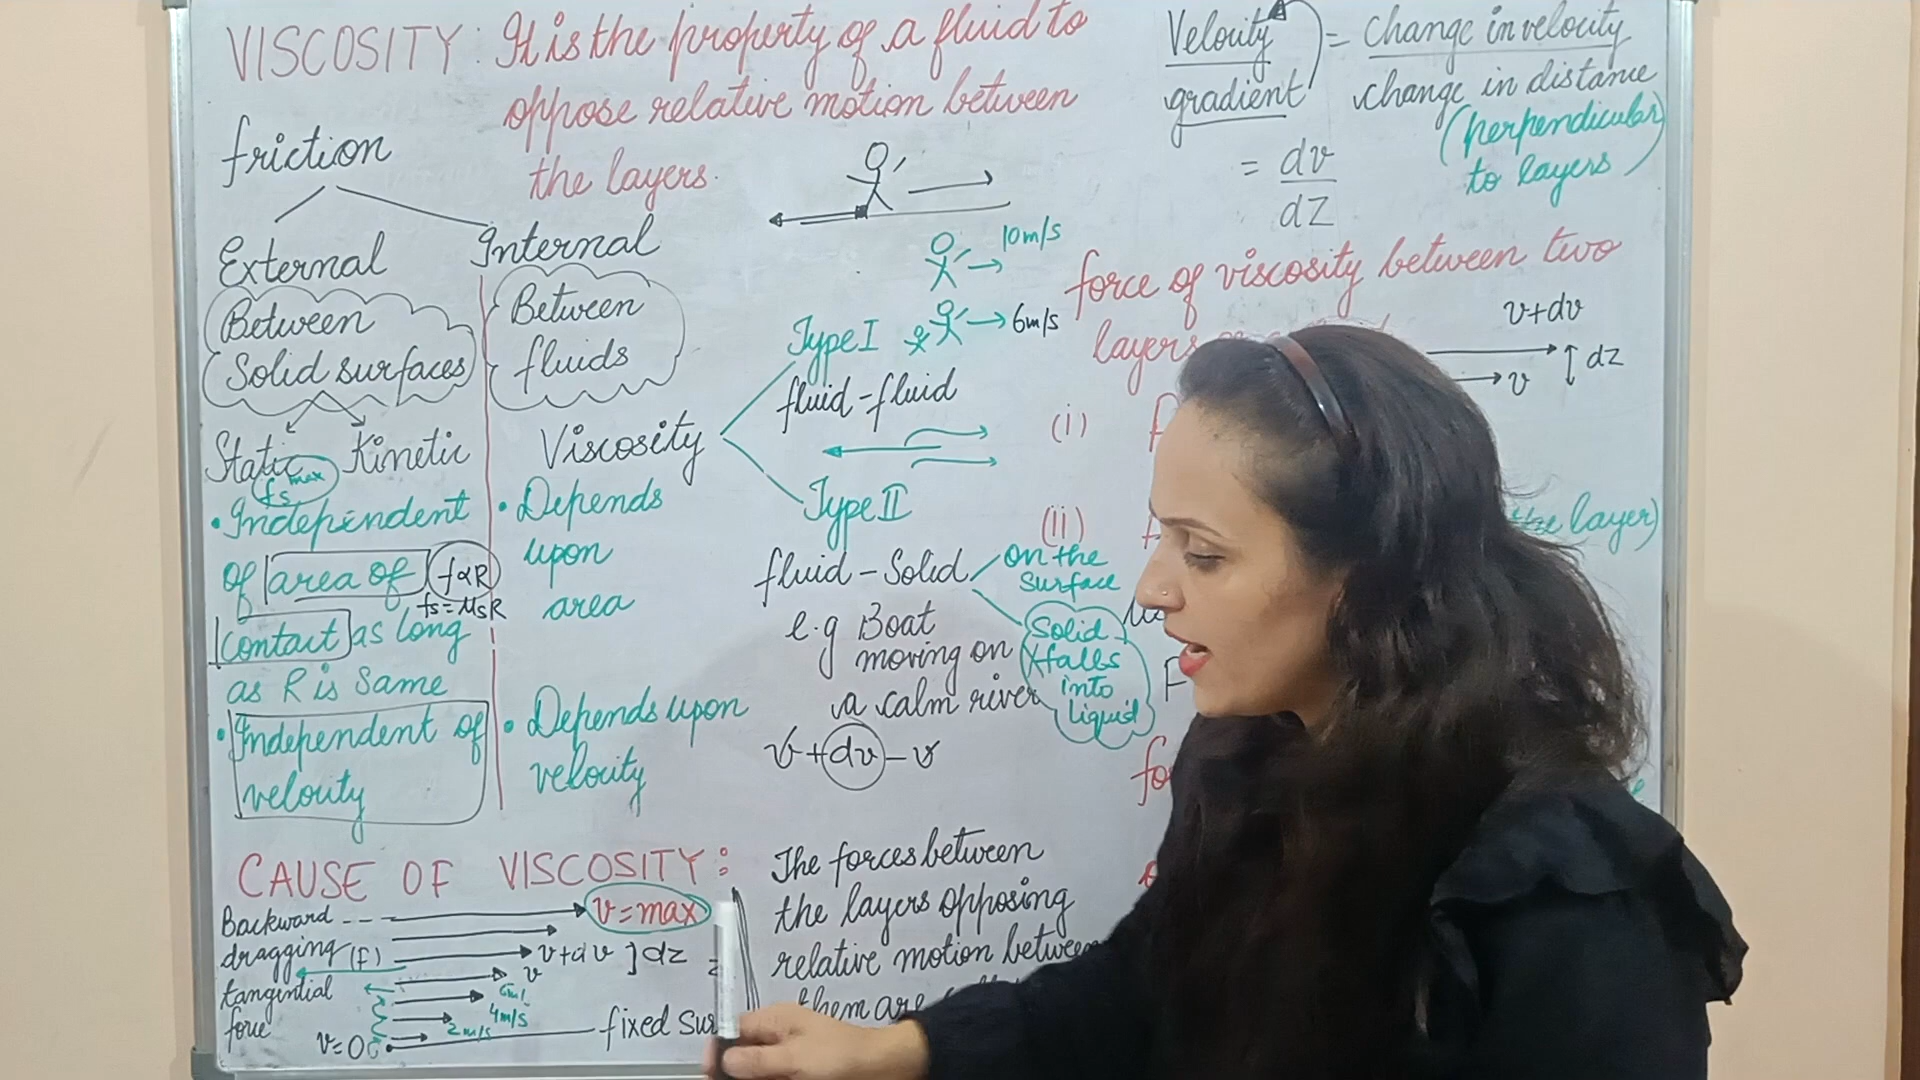 VISCOSITY: It is the property of a fluid to
oppose relative motion between
the layers.
friction
External
Between
Solid surfaces
Static Kinetic
fs max
• Independent
of area of f∝R
fs=μsR
contact as long
as R is same
• Independent of
velocity
Internal
Between
fluids
Viscosity
• Depends
upon
area
• Depends upon
velocity
10m/s
6m/s
Type I
fluid-fluid
Type II
fluid-Solid
on the
surface
Solid
falls
into
liquid
e.g Boat
moving on
a calm river
v+dv-v
Velocity
gradient
= change in velocity
change in distance
(perpendicular
to layers)
= dv
dz
force of viscosity between two
layers
v+dv
dz
v
(i)
(ii)
the layer)
CAUSE OF VISCOSITY:
Backward
dragging (F)
tangential
force
v=max
v+dv ] dz
v
4m/s
2m/s
v=0
fixed
The forces between
the layers opposing
relative motion between
them are